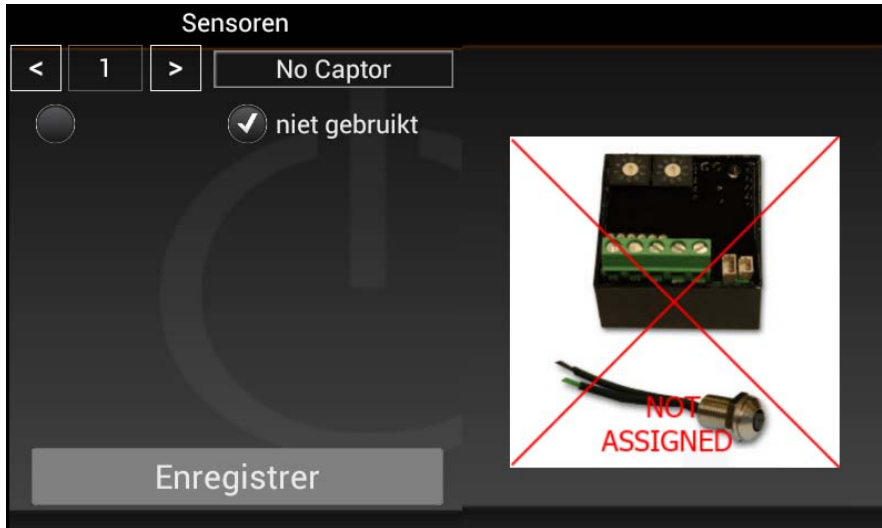 Sensoren
< 1 > No Captor
niet gebruikt
NOT
ASSIGNED
Enregistrer